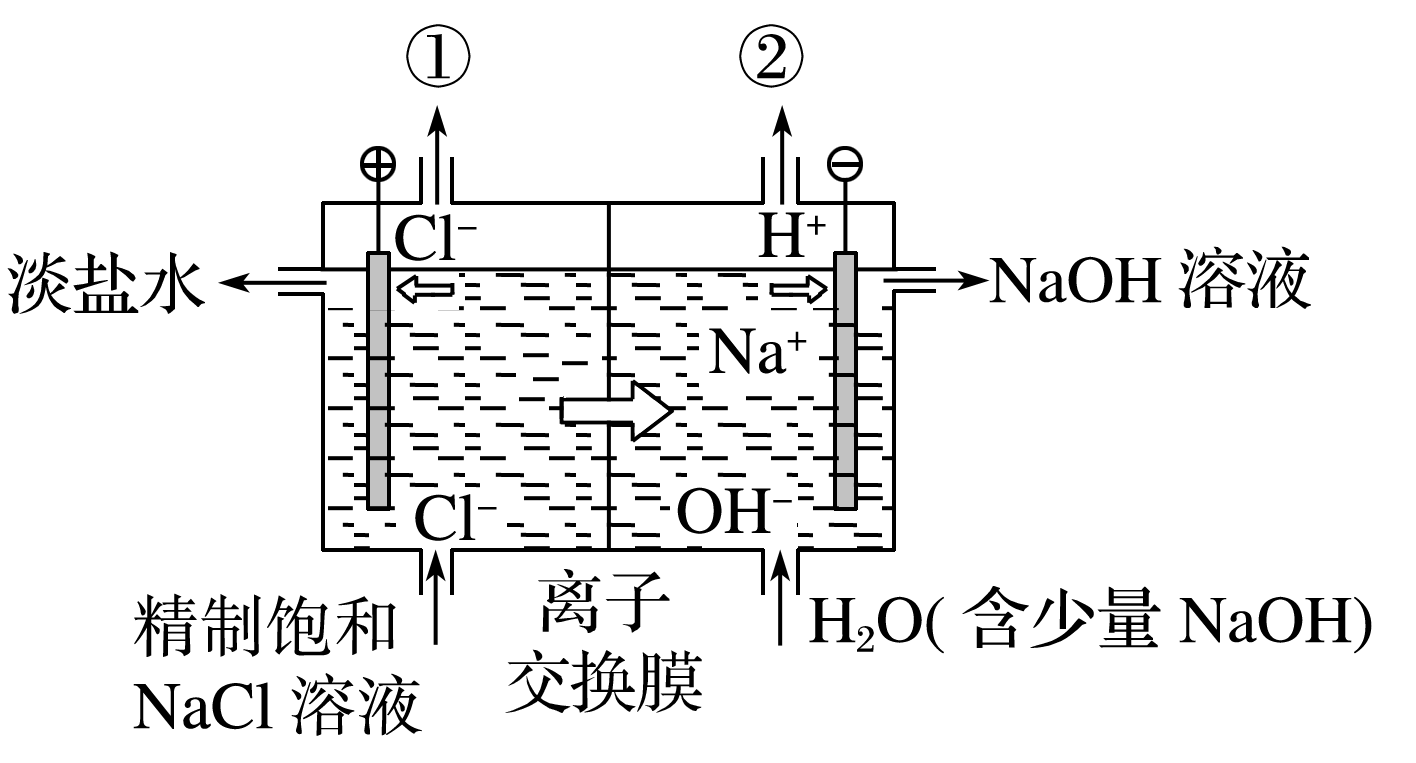 ① ②
⊕ ⊖
Cl⁻ H⁺
淡盐水 NaOH 溶液
Na⁺
Cl⁻ OH⁻
精制饱和
NaCl 溶液
离子
交换膜
H₂O( 含少量 NaOH)